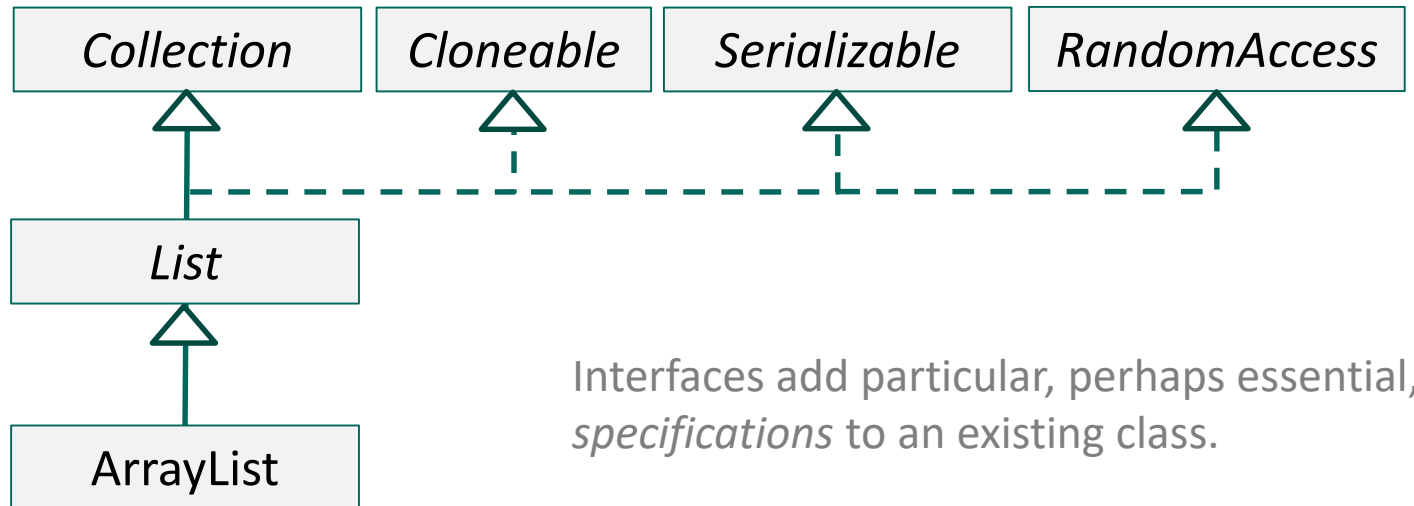 Collection Cloneable Serializable RandomAccess
List
Interfaces add particular, perhaps essential,
specifications to an existing class.
ArrayList